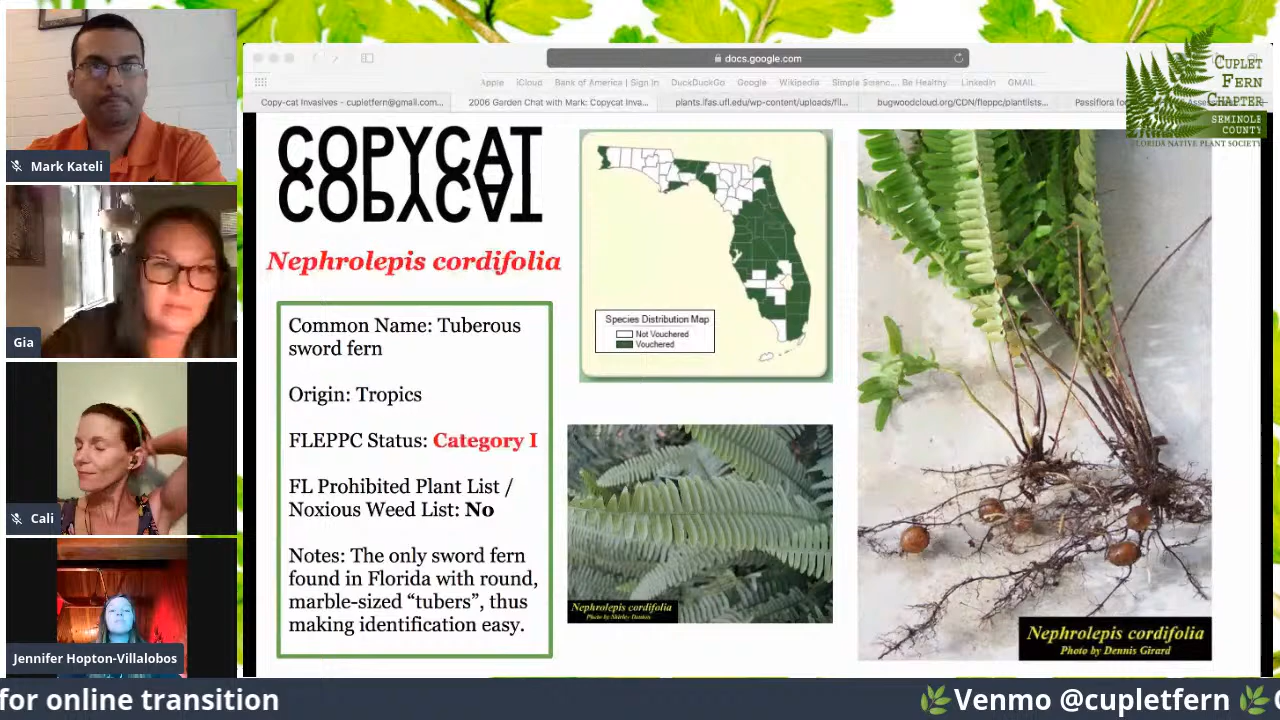 Mark Kateli
Gia
Cali
Jennifer Hopton-Villalobos
docs.google.com
Apple
iCloud
Bank of America | Sign In
DuckDuckGo
Google
Wikipedia
Be Healthy
LinkedIn
GMAIL
Copy-cat Invasives - cupletfern@gmail.com...
2006 Garden Chat with Mark: Copycat Inva...
plants.ifas.ufl.edu/wp-content/uploads/fil...
bugwoodcloud.org/CDN/fleppc/plantlists...
CUPLET
FERN
CHAPTER
SEMINOLE
COUNTY
FLORIDA NATIVE PLANT SOCIETY
COPYCAT
COPYCAT
Nephrolepis cordifolia
Common Name: Tuberous
sword fern
Origin: Tropics
FLEPPC Status: Category I
FL Prohibited Plant List /
Noxious Weed List: No
Notes: The only sword fern
found in Florida with round,
marble-sized “tubers”, thus
making identification easy.
Species Distribution Map
Not Vouchered
Vouchered
Nephrolepis cordifolia
Photo by Shirley Denton
Nephrolepis cordifolia
Photo by Dennis Girard
for online transition
Venmo @cupletfern